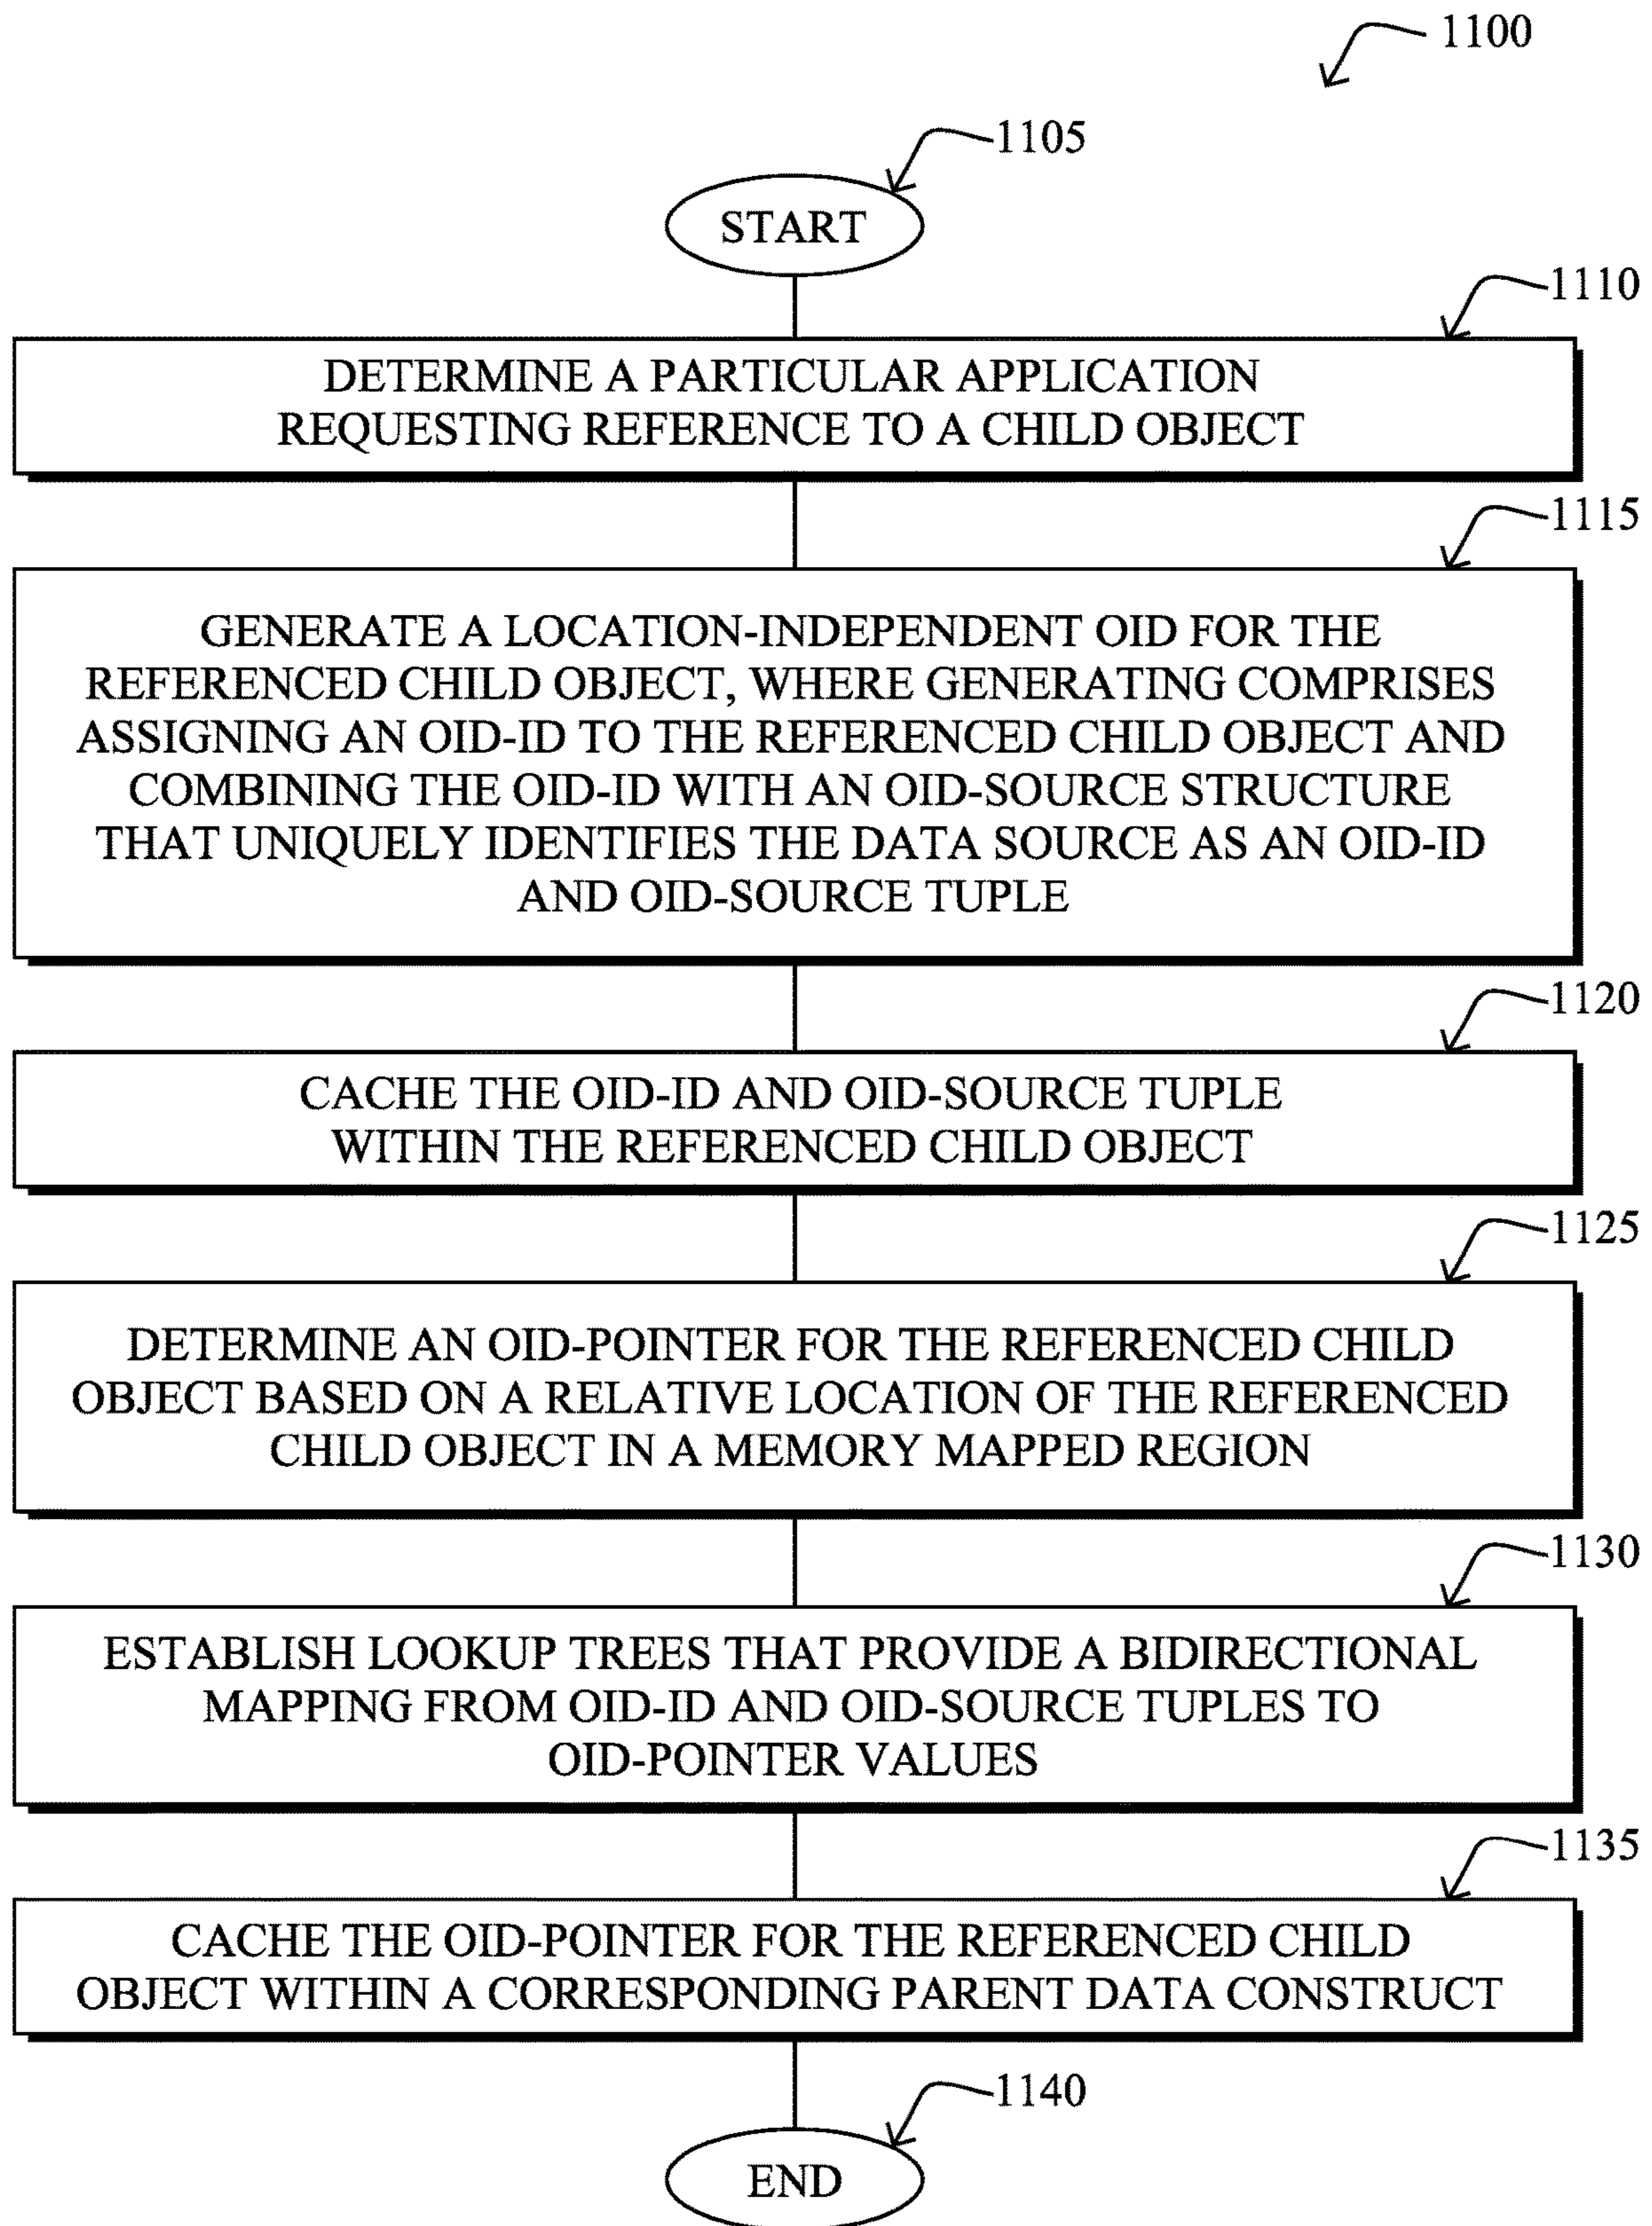 1100
1105
START
1110
DETERMINE A PARTICULAR APPLICATION
REQUESTING REFERENCE TO A CHILD OBJECT
1115
GENERATE A LOCATION-INDEPENDENT OID FOR THE
REFERENCED CHILD OBJECT, WHERE GENERATING COMPRISES
ASSIGNING AN OID-ID TO THE REFERENCED CHILD OBJECT AND
COMBINING THE OID-ID WITH AN OID-SOURCE STRUCTURE
THAT UNIQUELY IDENTIFIES THE DATA SOURCE AS AN OID-ID
AND OID-SOURCE TUPLE
1120
CACHE THE OID-ID AND OID-SOURCE TUPLE
WITHIN THE REFERENCED CHILD OBJECT
1125
DETERMINE AN OID-POINTER FOR THE REFERENCED CHILD
OBJECT BASED ON A RELATIVE LOCATION OF THE REFERENCED
CHILD OBJECT IN A MEMORY MAPPED REGION
1130
ESTABLISH LOOKUP TREES THAT PROVIDE A BIDIRECTIONAL
MAPPING FROM OID-ID AND OID-SOURCE TUPLES TO
OID-POINTER VALUES
1135
CACHE THE OID-POINTER FOR THE REFERENCED CHILD
OBJECT WITHIN A CORRESPONDING PARENT DATA CONSTRUCT
1140
END